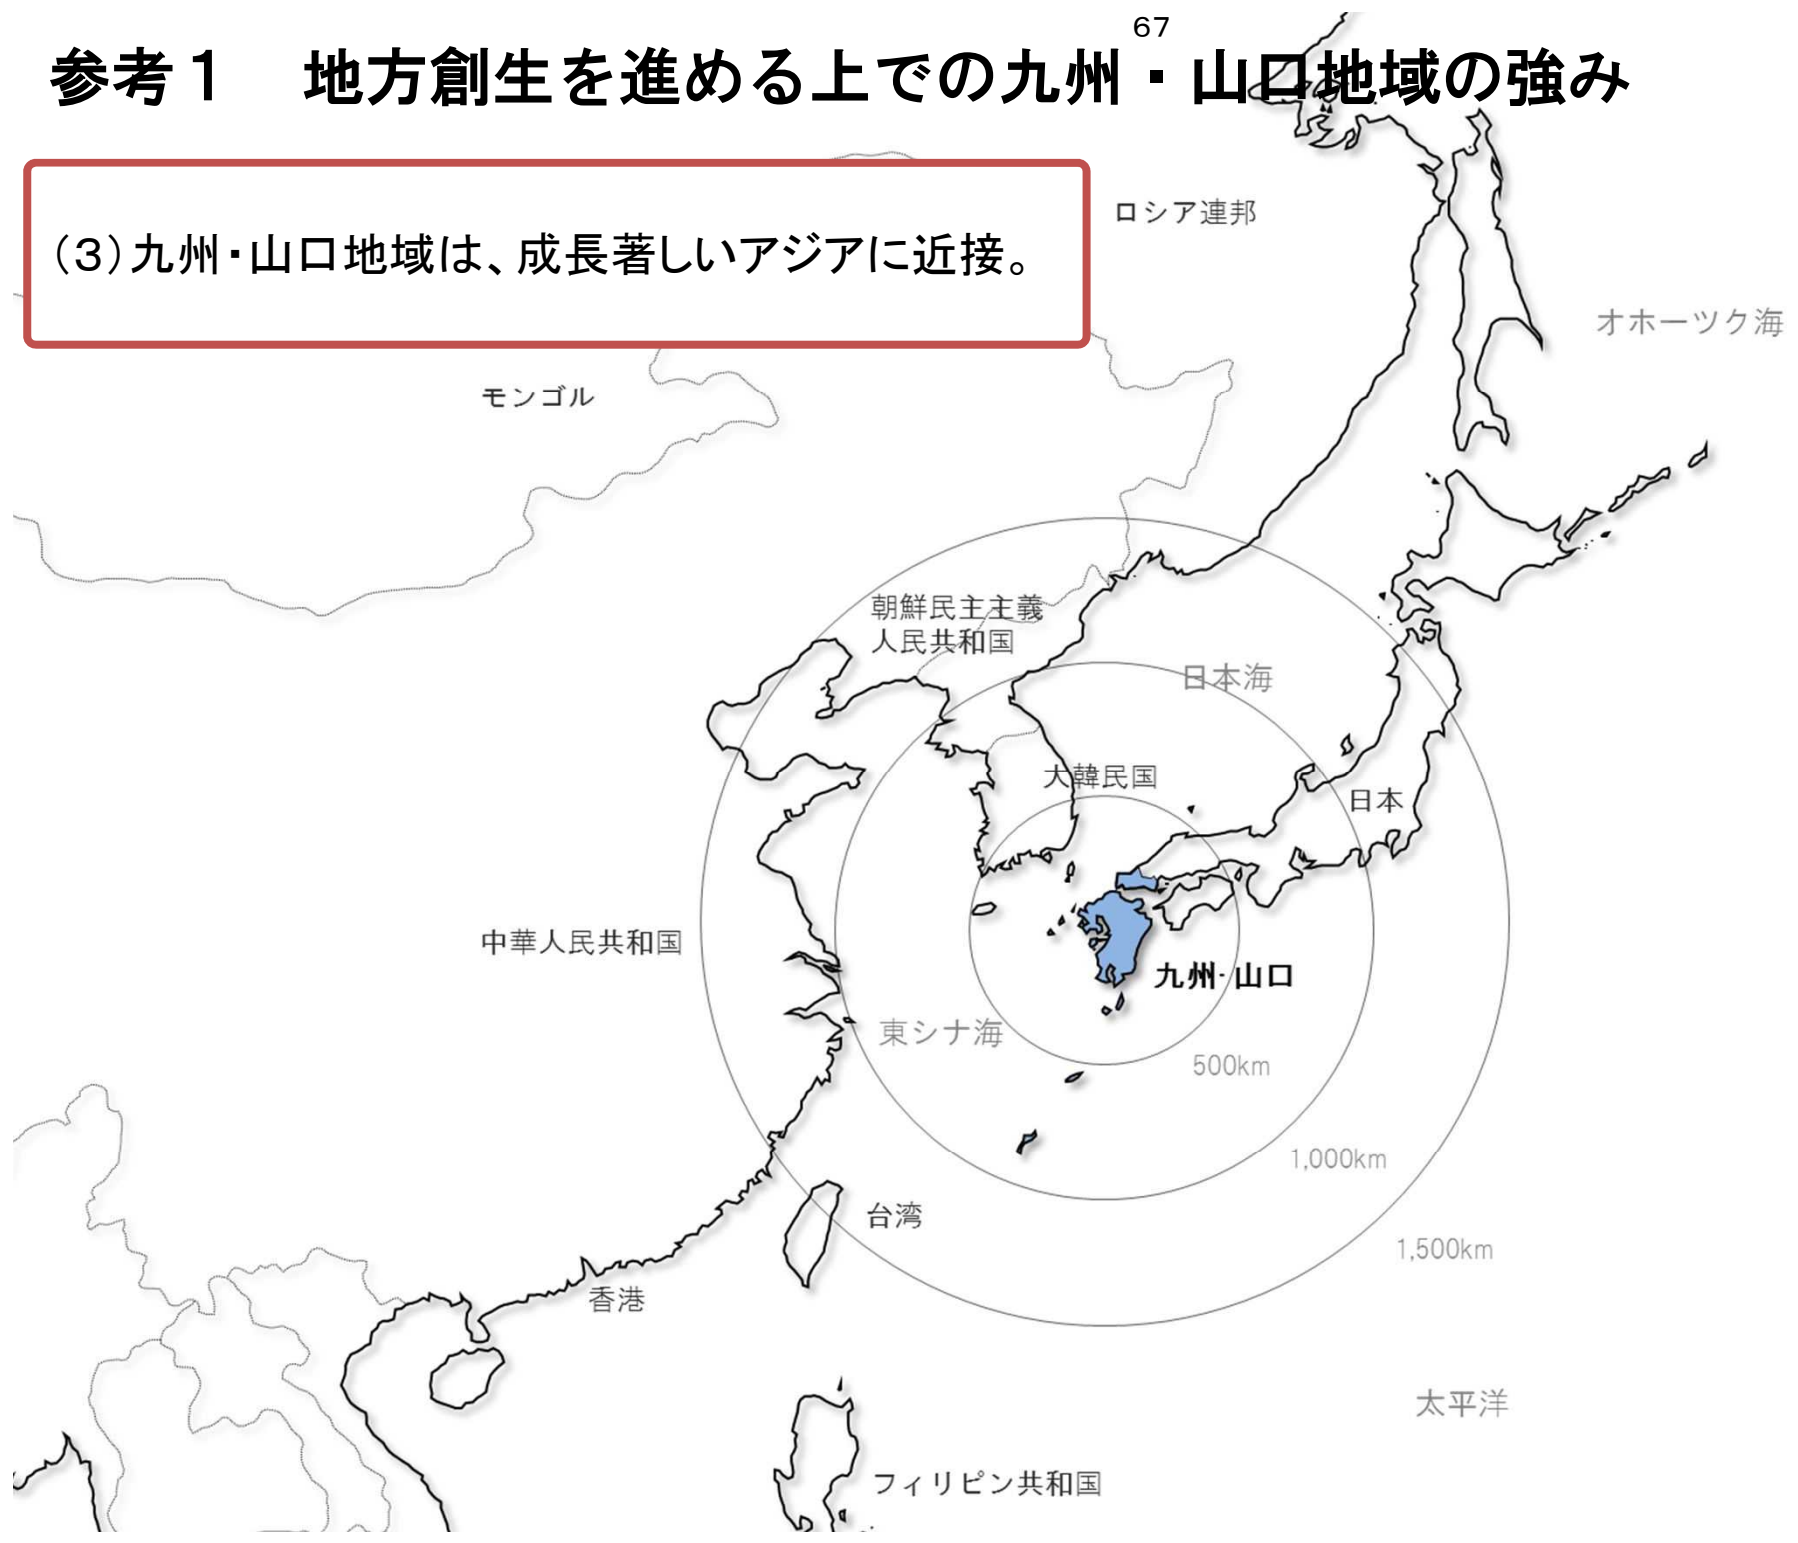 67
参考１　地方創生を進める上での九州・山口地域の強み
（３）九州・山口地域は、成長著しいアジアに近接。
ロシア連邦
オホーツク海
モンゴル
朝鮮民主主義
人民共和国
日本海
大韓民国
日本
中華人民共和国
九州・山口
東シナ海
500km
1,000km
台湾
1,500km
香港
太平洋
フィリピン共和国